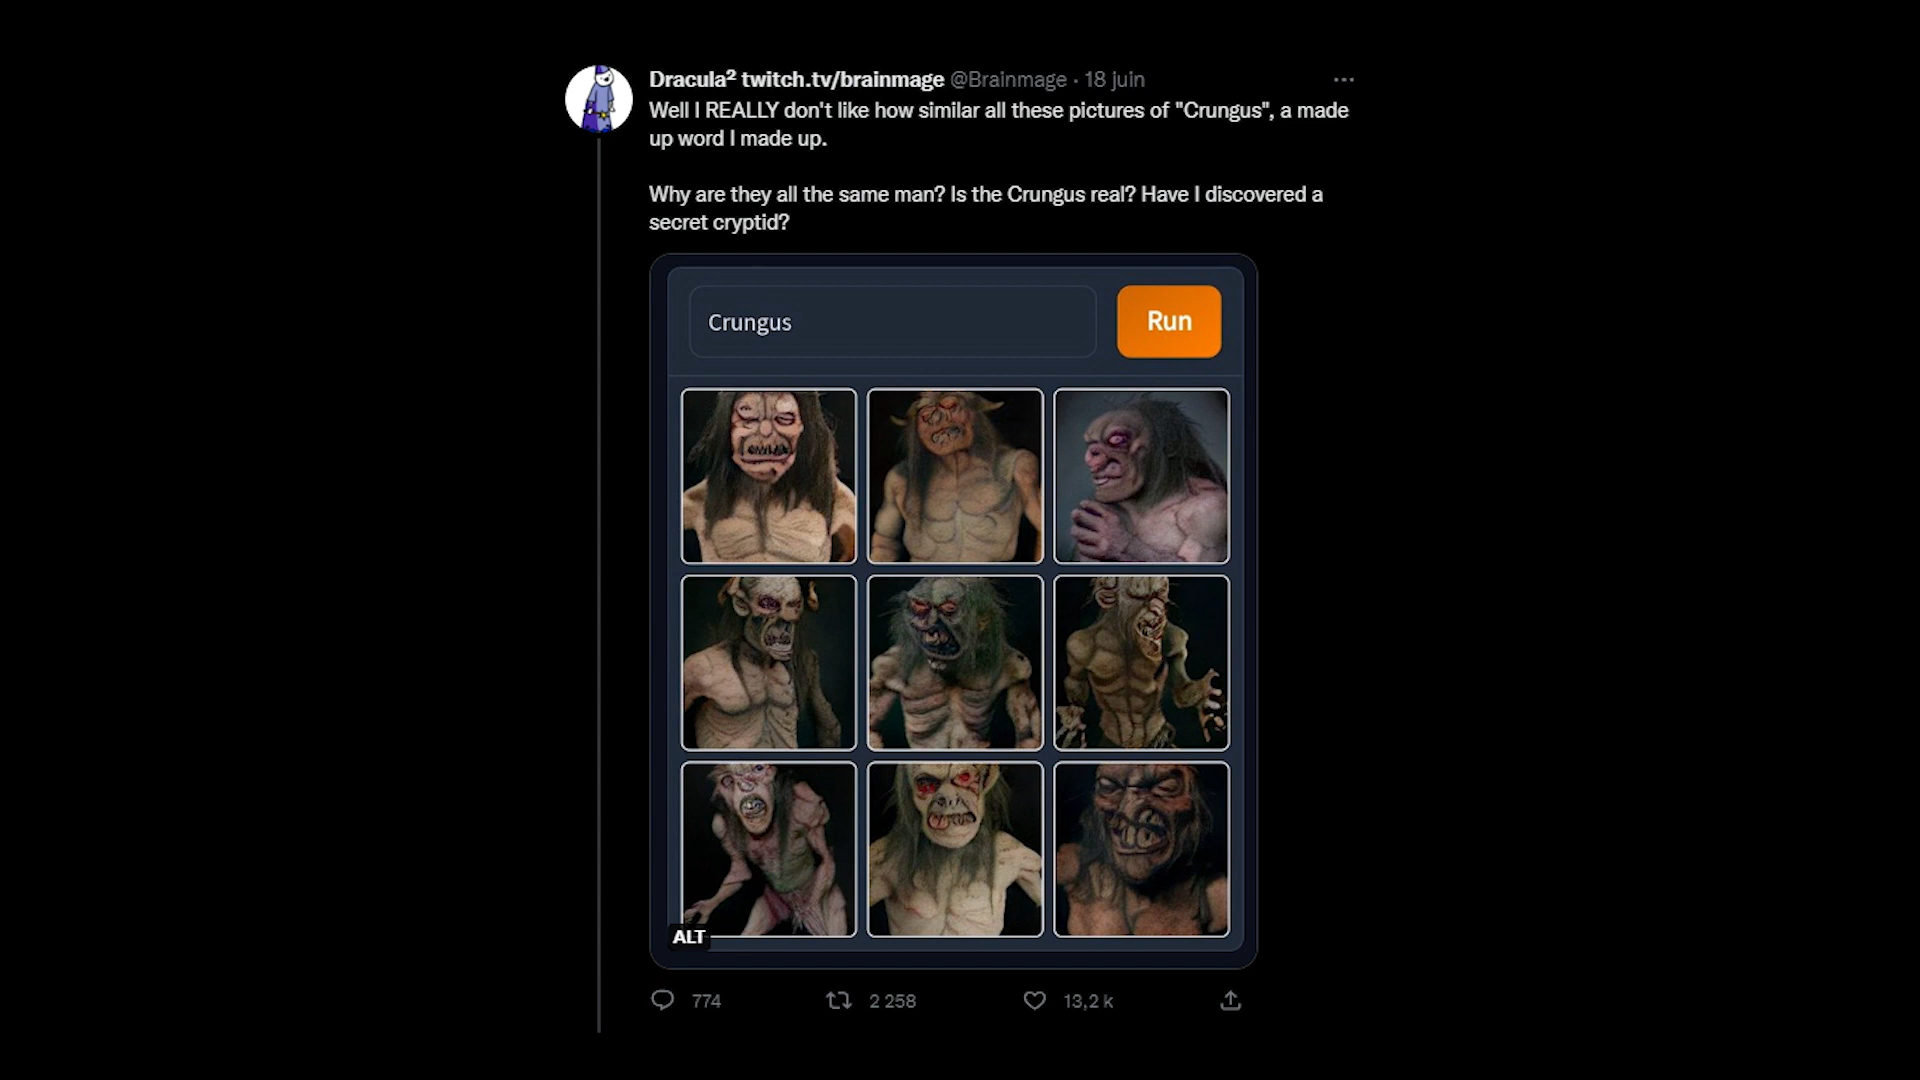 Dracula² twitch.tv/brainmage @Brainmage · 18 juin
Well I REALLY don't like how similar all these pictures of "Crungus", a made
up word I made up.
Why are they all the same man? Is the Crungus real? Have I discovered a
secret cryptid?
Crungus
Run
ALT
774
2 258
13,2 k